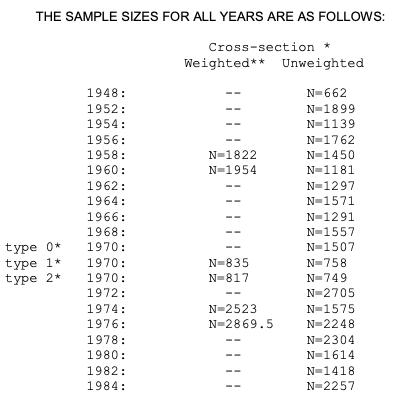 THE SAMPLE SIZES FOR ALL YEARS ARE AS FOLLOWS:
Cross-section *
Weighted** Unweighted
1948: -- N=662
1952: -- N=1899
1954: -- N=1139
1956: -- N=1762
1958: N=1822 N=1450
1960: N=1954 N=1181
1962: -- N=1297
1964: -- N=1571
1966: -- N=1291
1968: -- N=1557
type 0* 1970: -- N=1507
type 1* 1970: N=835 N=758
type 2* 1970: N=817 N=749
1972: -- N=2705
1974: N=2523 N=1575
1976: N=2869.5 N=2248
1978: -- N=2304
1980: -- N=1614
1982: -- N=1418
1984: -- N=2257